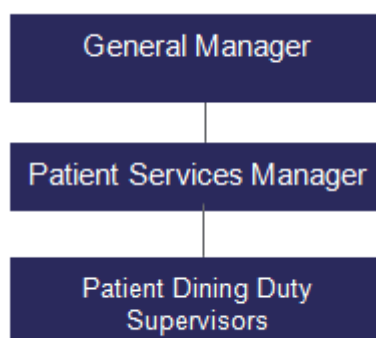 General Manager
Patient Services Manager
Patient Dining Duty
Supervisors